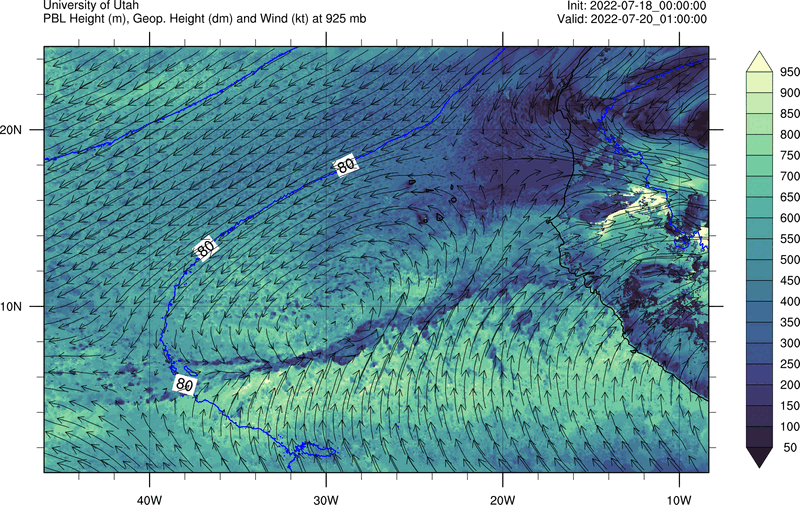 University of Utah
Init: 2022-07-18_00:00:00
PBL Height (m), Geop. Height (dm) and Wind (kt) at 925 mb
Valid: 2022-07-20_01:00:00
20N
10N
40W
30W
20W
10W
80
80
80
950
900
850
800
750
700
650
600
550
500
450
400
350
300
250
200
150
100
50